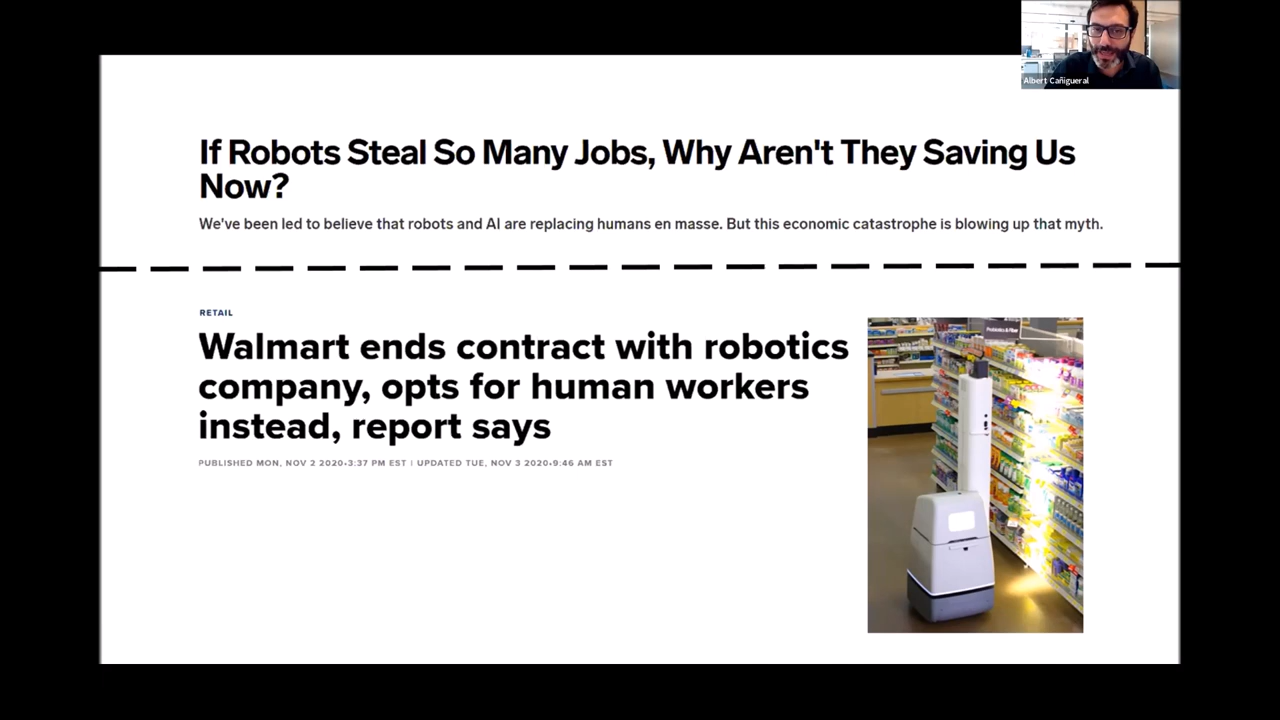 Albert Cañigueral
If Robots Steal So Many Jobs, Why Aren't They Saving Us
Now?
We've been led to believe that robots and AI are replacing humans en masse. But this economic catastrophe is blowing up that myth.
RETAIL
Walmart ends contract with robotics
company, opts for human workers
instead, report says
PUBLISHED MON, NOV 2 2020•3:37 PM EST | UPDATED TUE, NOV 3 2020•9:46 AM EST